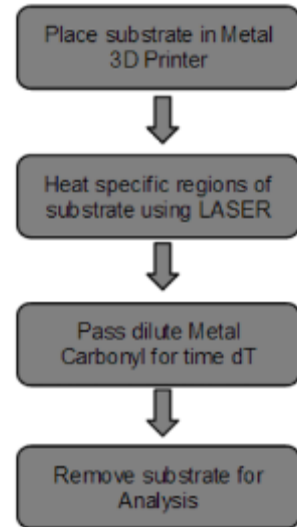 Place substrate in Metal
3D Printer
Heat specific regions of
substrate using LASER
Pass dilute Metal
Carbonyl for time dT
Remove substrate for
Analysis